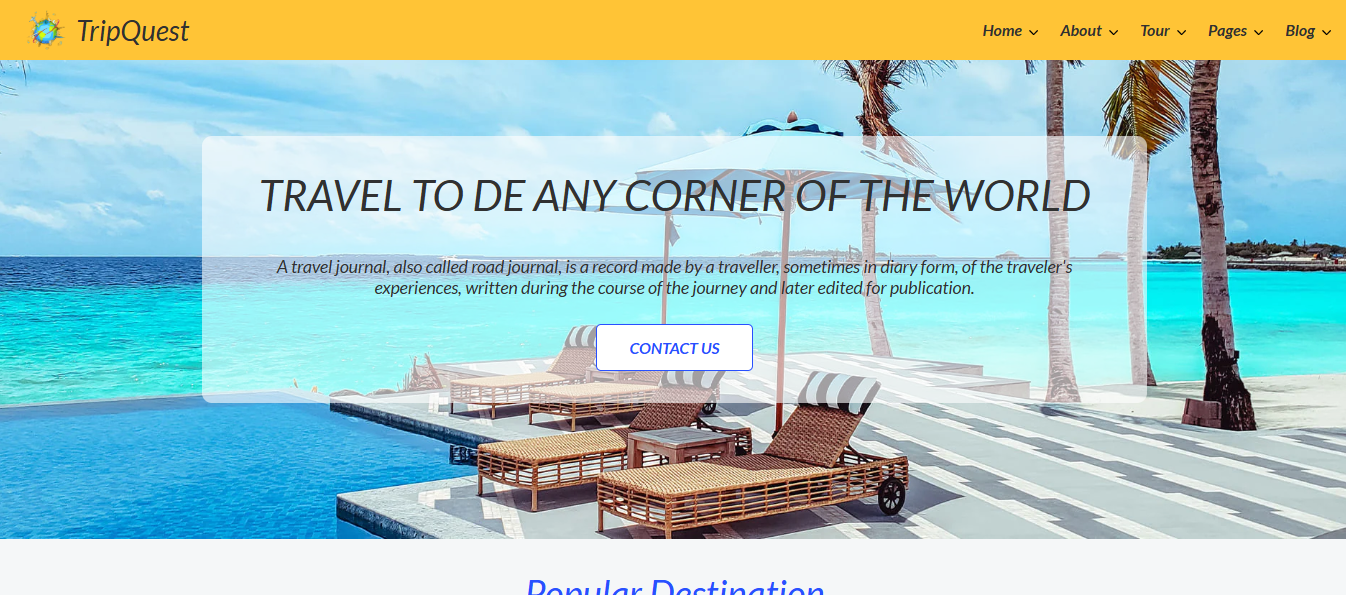 TripQuest
Home
About
Tour
Pages
Blog
TRAVEL TO DE ANY CORNER OF THE WORLD
A travel journal, also called road journal, is a record made by a traveller, sometimes in diary form, of the traveler's
experiences, written during the course of the journey and later edited for publication.
CONTACT US
Popular Destination